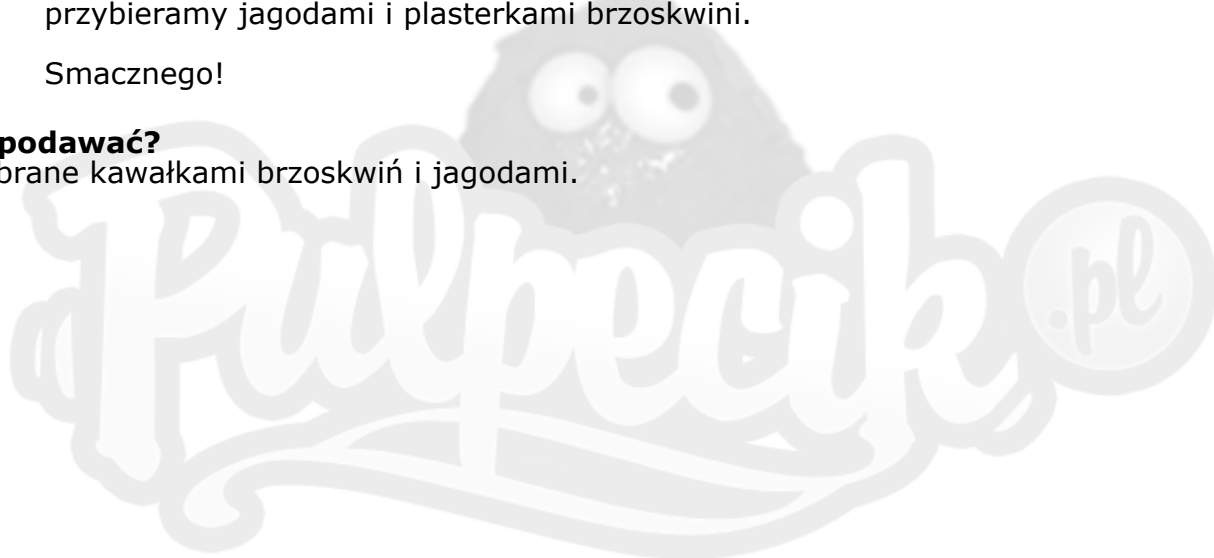 przybieramy jagodami i plasterkami brzoskwini.
Smacznego!
podawać?
brane kawałkami brzoskwiń i jagodami.
Pulpecik.pl